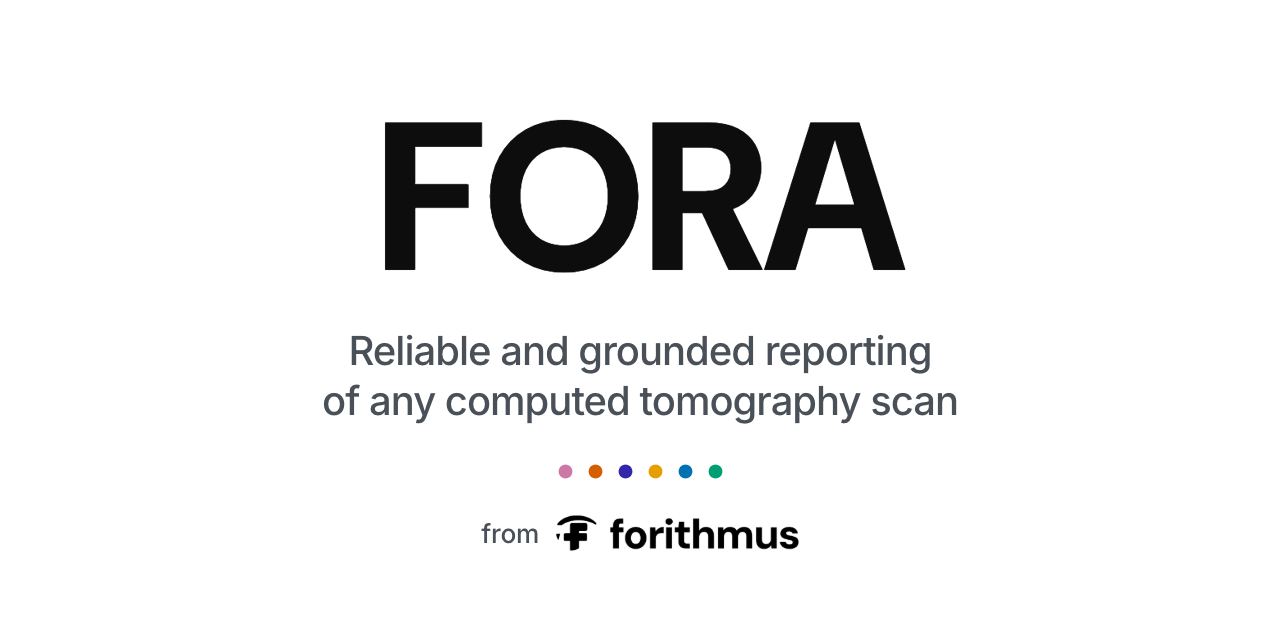 FORA
Reliable and grounded reporting
of any computed tomography scan
from forithmus